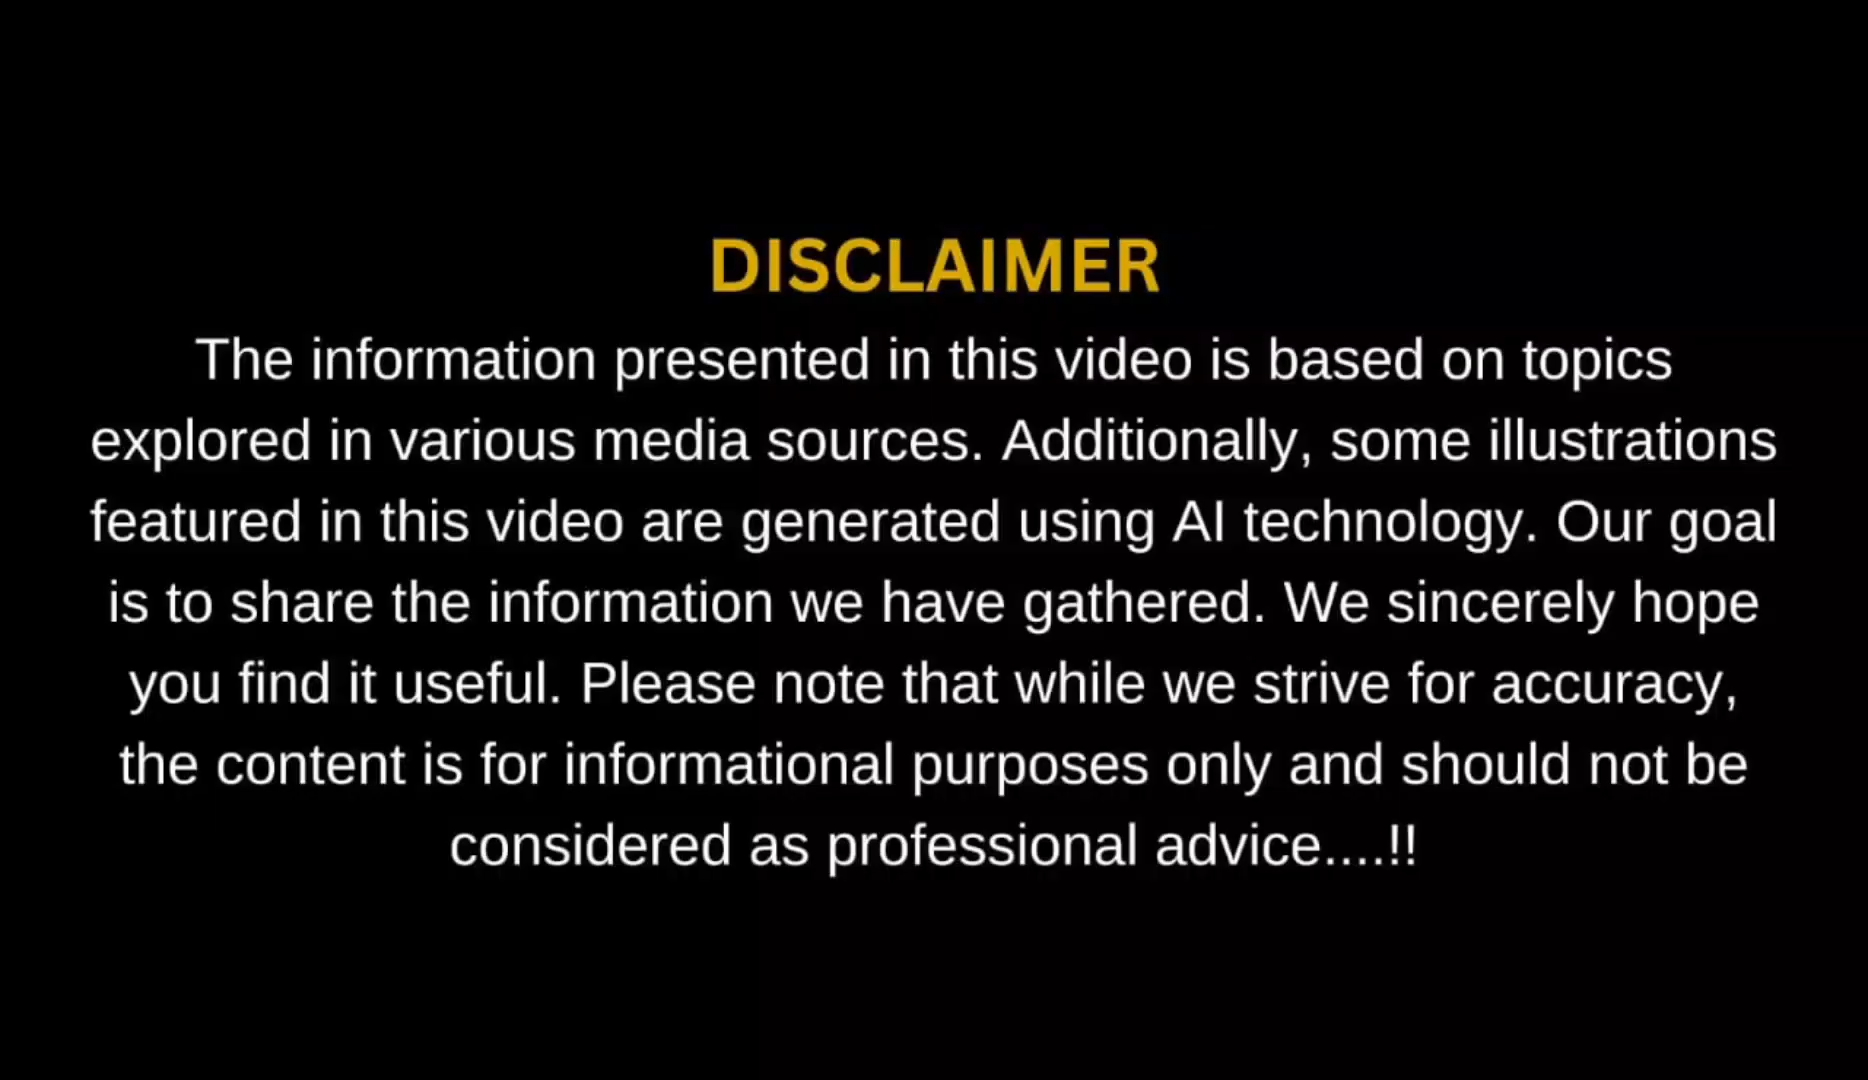 DISCLAIMER
The information presented in this video is based on topics
explored in various media sources. Additionally, some illustrations
featured in this video are generated using AI technology. Our goal
is to share the information we have gathered. We sincerely hope
you find it useful. Please note that while we strive for accuracy,
the content is for informational purposes only and should not be
considered as professional advice....!!